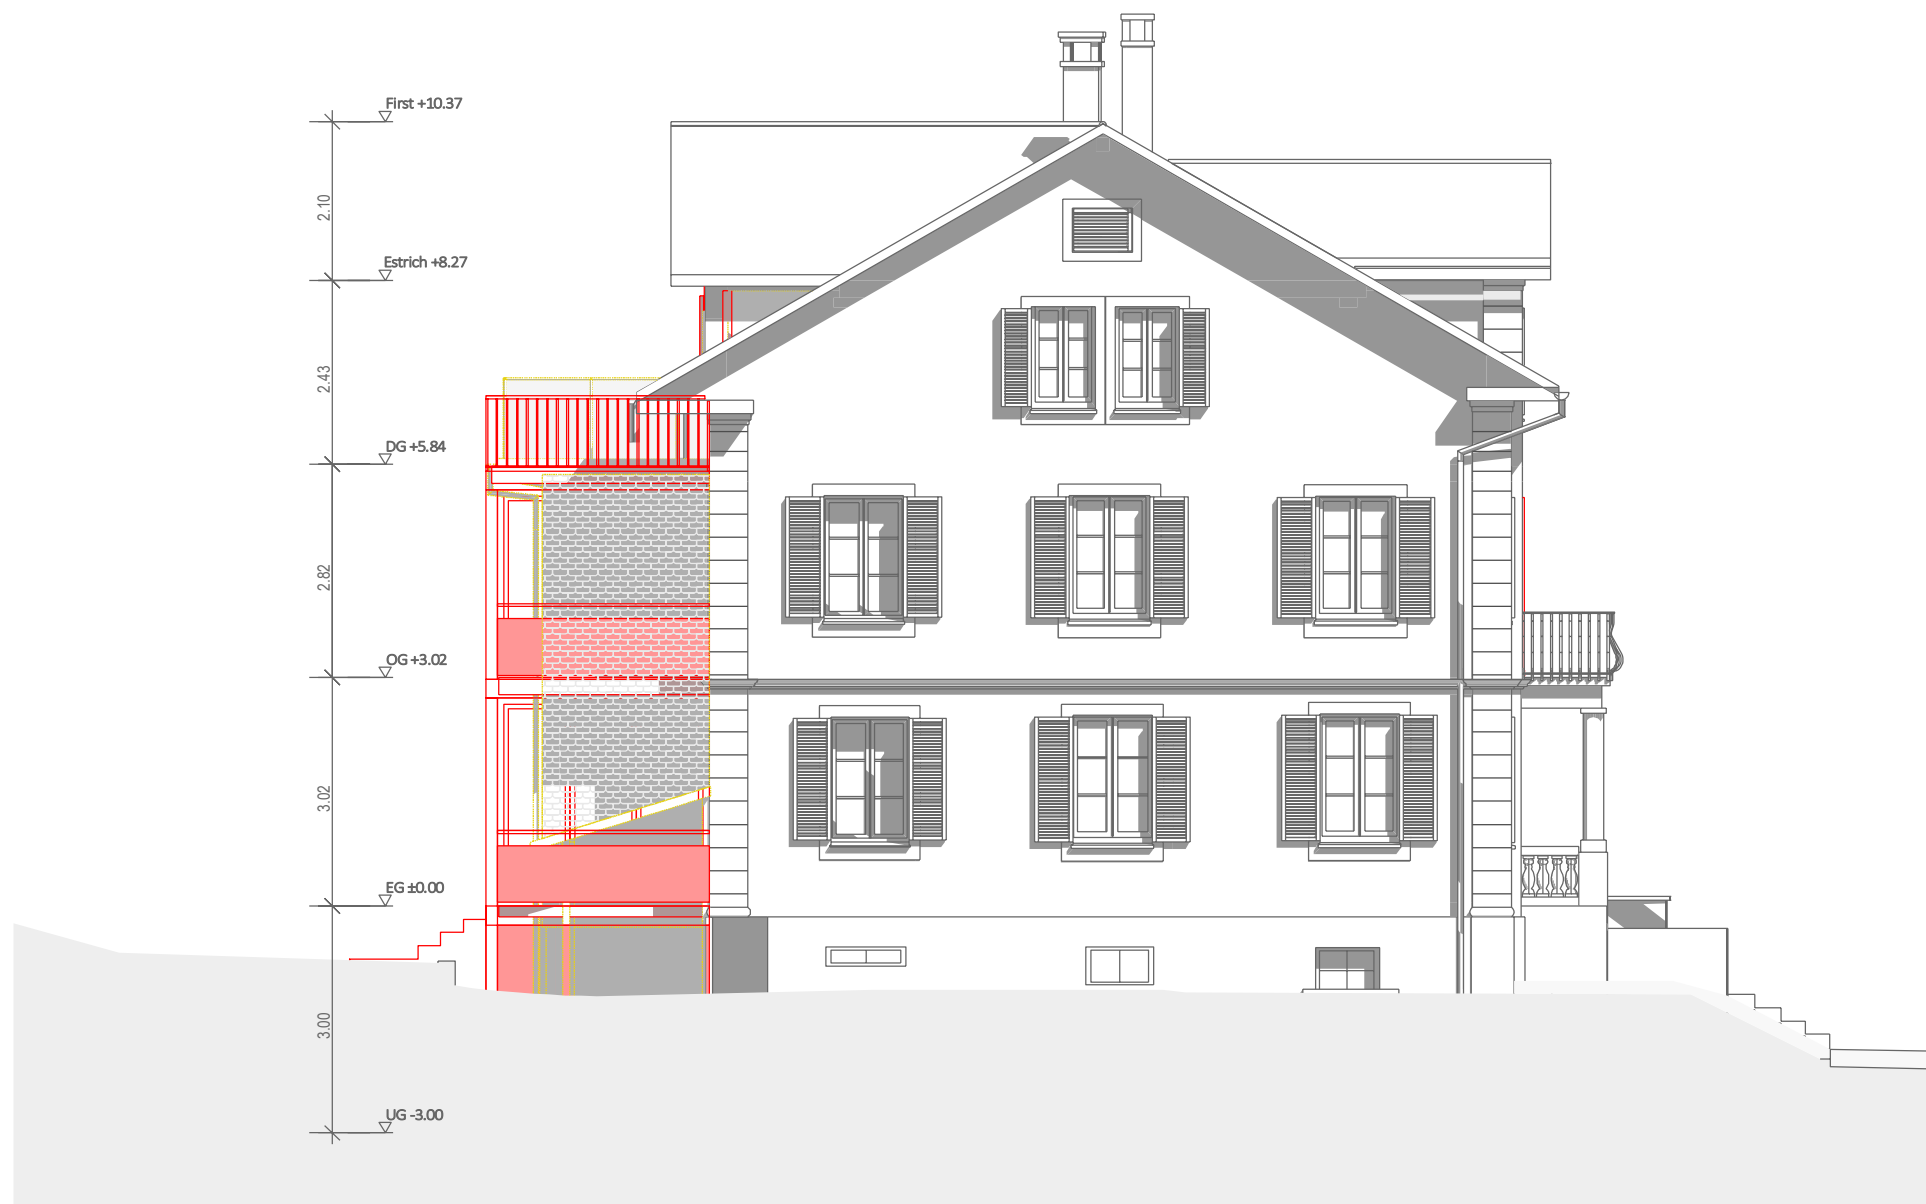 First +10.37
2.10
Estrich +8.27
2.43
DG +5.84
2.82
OG +3.02
3.02
EG ±0.00
3.00
UG -3.00